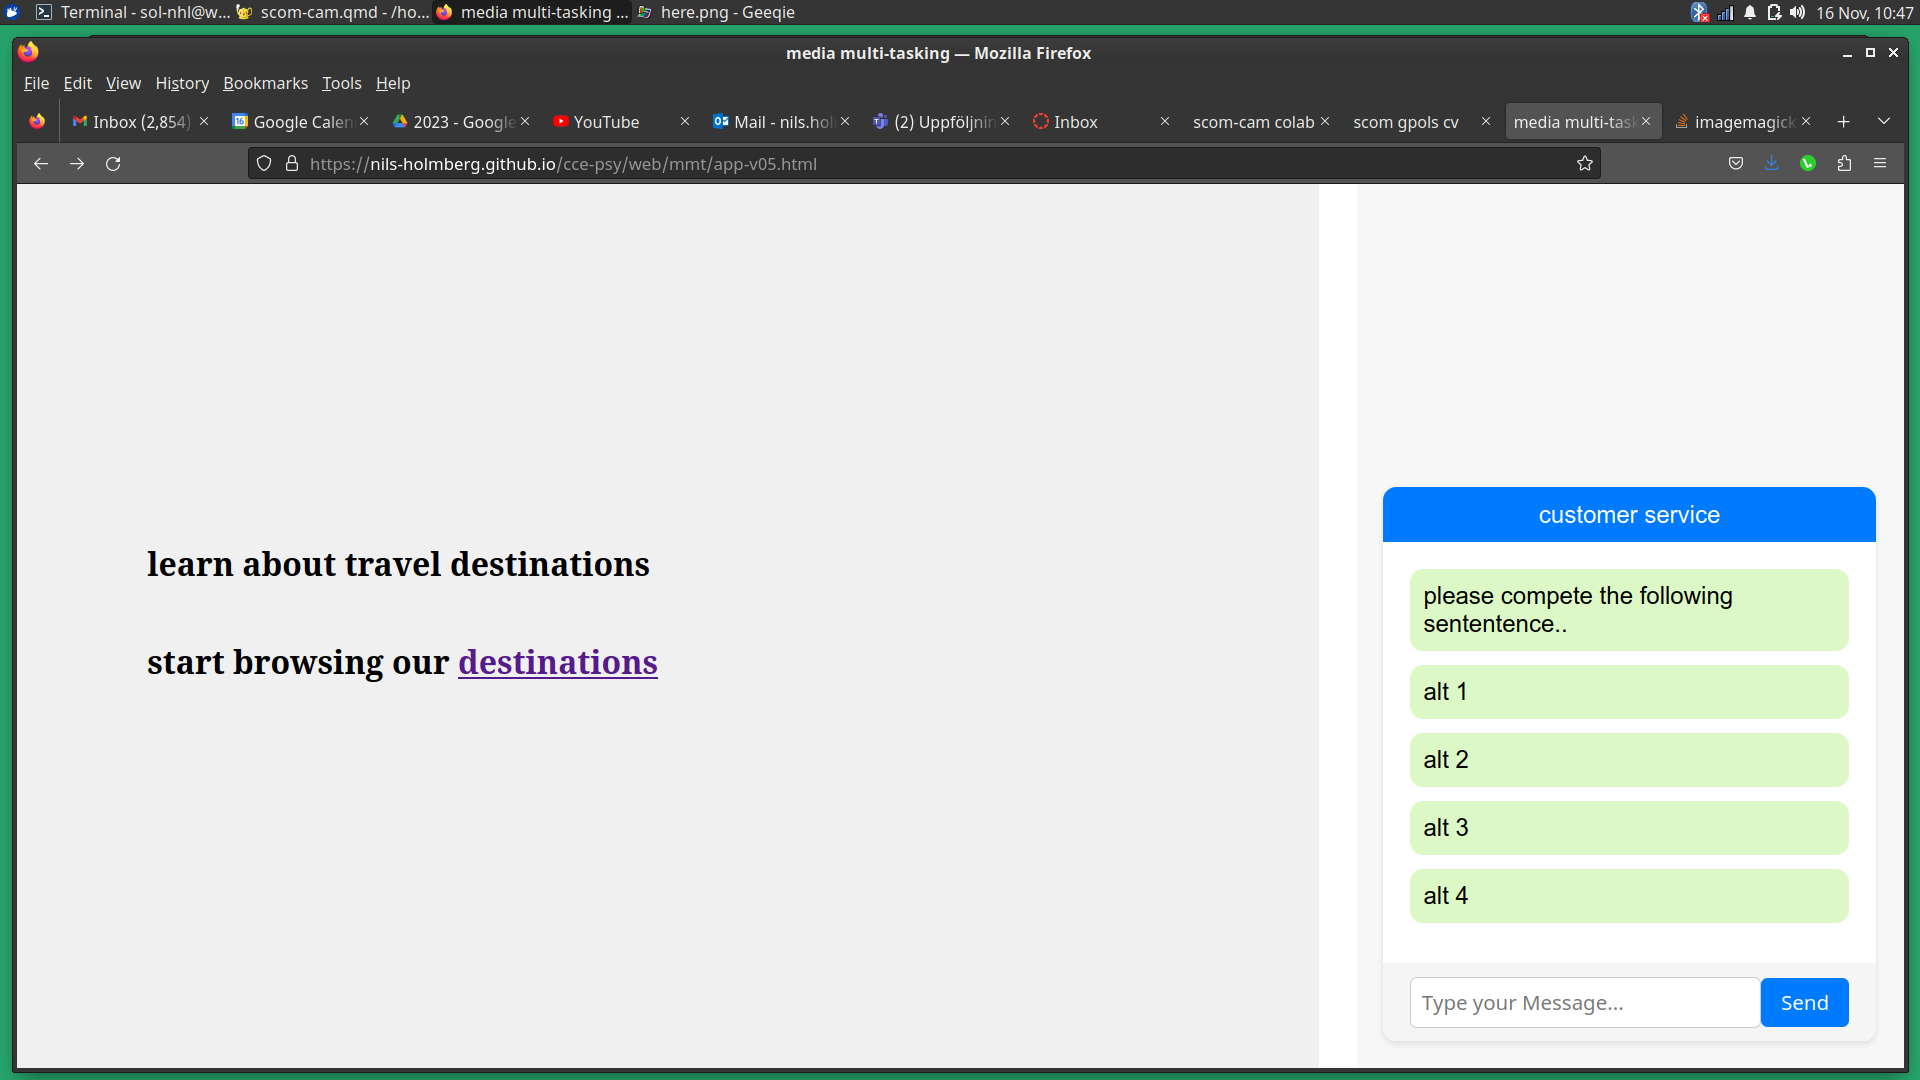 Terminal - sol-nhl@w... scom-cam.qmd - /ho... media multi-tasking ... here.png - Geeqie 16 Nov, 10:47
media multi-tasking — Mozilla Firefox
File Edit View History Bookmarks Tools Help
Inbox (2,854) Google Calen 2023 - Google YouTube Mail - nils.hol (2) Uppföljnin Inbox scom-cam colab scom gpols cv media multi-task imagemagick
https://nils-holmberg.github.io/cce-psy/web/mmt/app-v05.html
learn about travel destinations
start browsing our destinations
customer service
please compete the following
sententence..
alt 1
alt 2
alt 3
alt 4
Type your Message...
Send